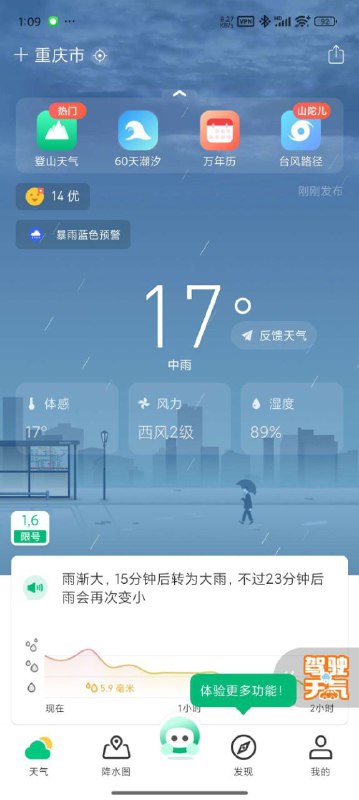 1:09
8.27
KB/s
VPN
HD
92
重庆市
热门
山陀儿
登山天气
60天潮汐
万年历
台风路径
14 优
刚刚发布
暴雨蓝色预警
17°
反馈天气
中雨
体感
风力
湿度
17°
西风2级
89%
1,6
限号
雨渐大，15分钟后转为大雨，不过23分钟后
雨会再次变小
驾驶
天气
5.9 毫米
体验更多功能！
现在
1小时
2小时
天气
降水图
发现
我的